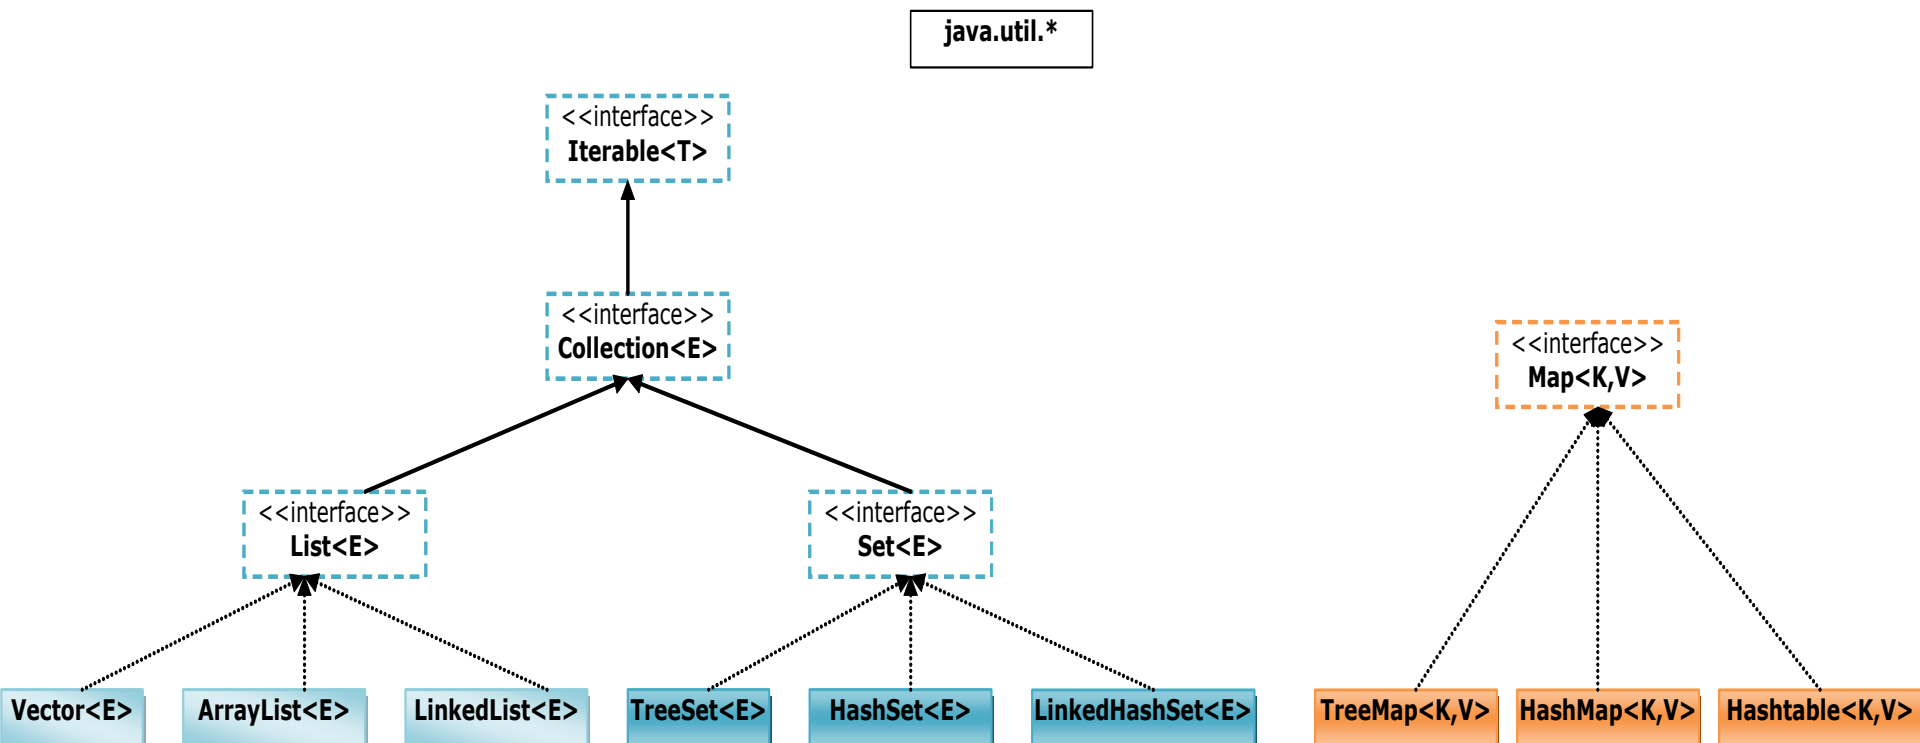 java.util.*
<<interface>>
Iterable<T>
<<interface>>
Collection<E>
<<interface>>
Map<K,V>
<<interface>>
List<E>
<<interface>>
Set<E>
Vector<E>
ArrayList<E>
LinkedList<E>
TreeSet<E>
HashSet<E>
LinkedHashSet<E>
TreeMap<K,V>
HashMap<K,V>
Hashtable<K,V>